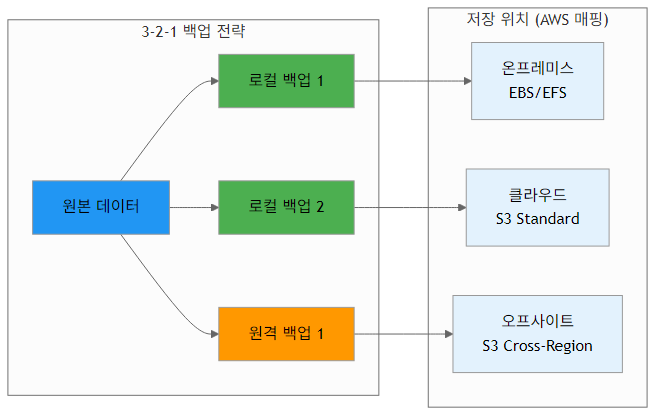 3-2-1 백업 전략
원본 데이터
로컬 백업 1
로컬 백업 2
원격 백업 1
저장 위치 (AWS 매핑)
온프레미스
EBS/EFS
클라우드
S3 Standard
오프사이트
S3 Cross-Region